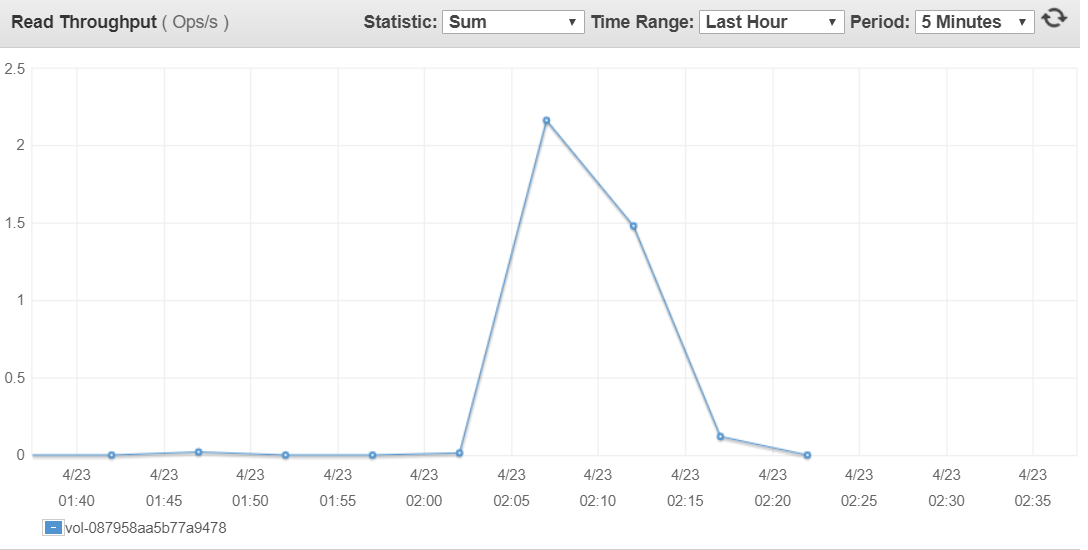 Read Throughput ( Ops/s ) Statistic: Sum Time Range: Last Hour Period: 5 Minutes
2.5
2
1.5
1
0.5
0
4/23 4/23 4/23 4/23 4/23 4/23 4/23 4/23 4/23 4/23 4/23 4/23
01:40 01:45 01:50 01:55 02:00 02:05 02:10 02:15 02:20 02:25 02:30 02:35
vol-087958aa5b77a9478